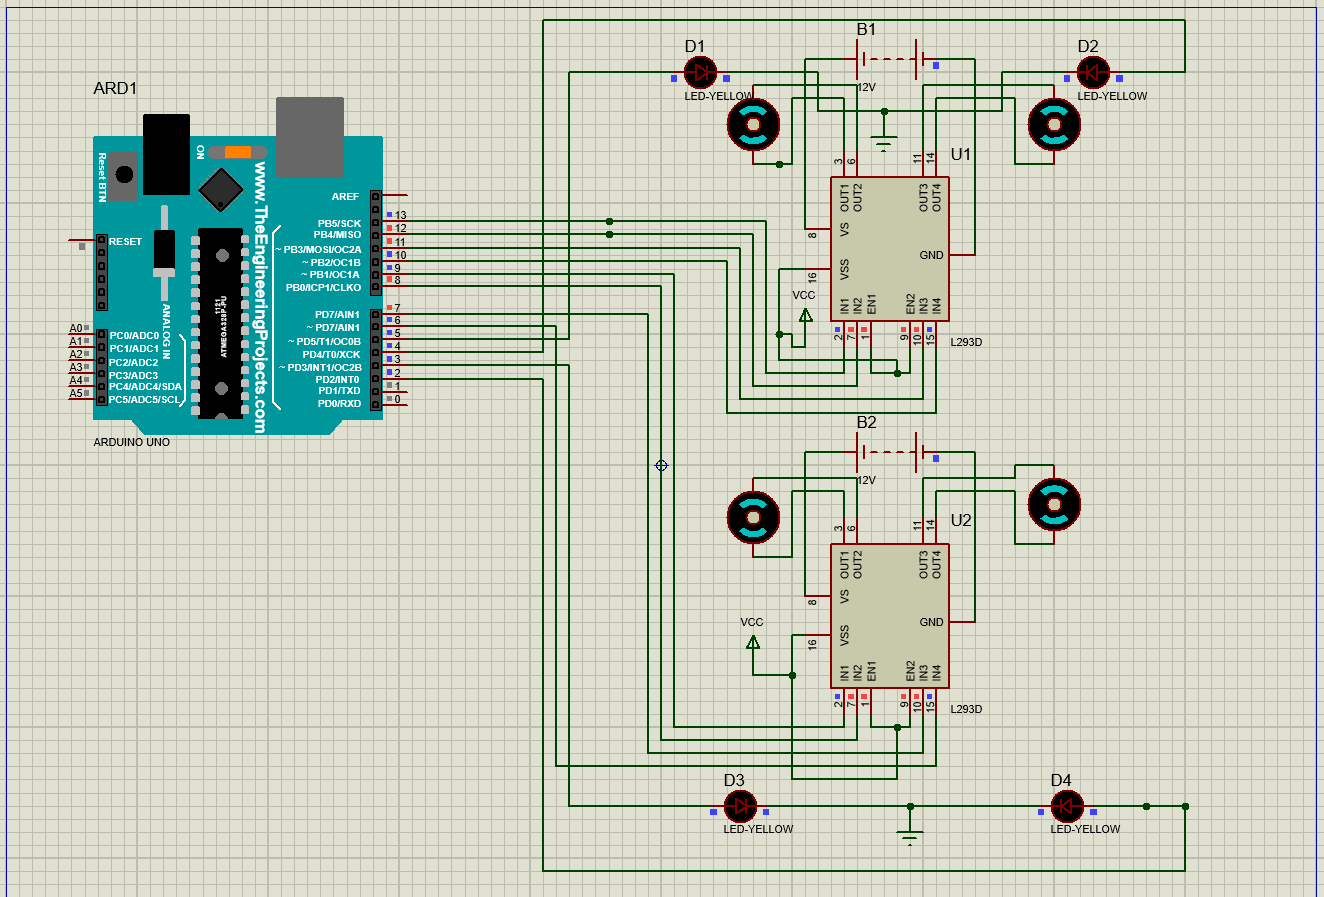 ARD1
ARDUINO UNO
Reset BTN
ON
www.TheEngineeringProjects.com
ANALOG IN
1121
ATMEGA328P-PU
RESET
A0
A1
A2
A3
A4
A5
PC0/ADC0
PC1/ADC1
PC2/ADC2
PC3/ADC3
PC4/ADC4/SDA
PC5/ADC5/SCL
AREF
PB5/SCK 13
PB4/MISO 12
~ PB3/MOSI/OC2A 11
~ PB2/OC1B 10
~ PB1/OC1A 9
PB0/ICP1/CLKO 8
PD7/AIN1 7
~ PD7/AIN1 6
~ PD5/T1/OC0B 5
PD4/T0/XCK 4
~ PD3/INT1/OC2B 3
PD2/INT0 2
PD1/TXD 1
PD0/RXD 0
D1
LED-YELLOW
B1
12V
D2
LED-YELLOW
U1
3 6 11 14
OUT1 OUT2 OUT3 OUT4
8 VS
GND
16 VSS
VCC
IN1 IN2 EN1 EN2 IN3 IN4
2 7 1 9 10 15
L293D
B2
12V
U2
3 6 11 14
OUT1 OUT2 OUT3 OUT4
8 VS
GND
16 VSS
VCC
IN1 IN2 EN1 EN2 IN3 IN4
2 7 1 9 10 15
L293D
D3
LED-YELLOW
D4
LED-YELLOW